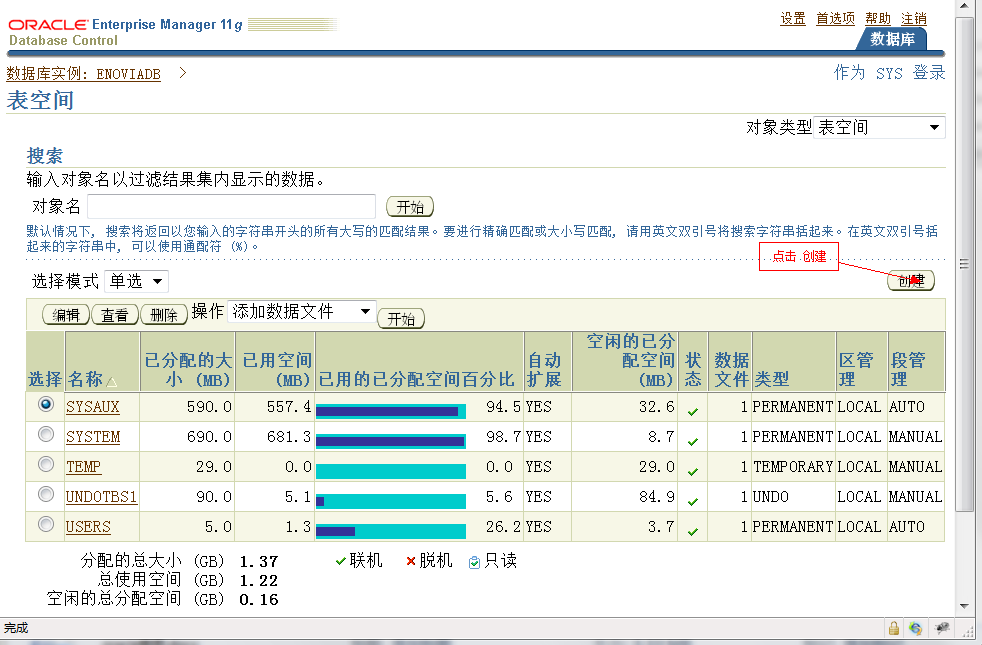 设置 首选项 帮助 注销
ORACLE Enterprise Manager 11g
Database Control
数据库
数据库实例: ENOVIADB >
作为 SYS 登录
表空间
对象类型 表空间
搜索
输入对象名以过滤结果集内显示的数据。
对象名 开始
默认情况下, 搜索将返回以您输入的字符串开头的所有大写的匹配结果。要进行精确匹配或大小写匹配, 请用英文双引号将搜索字符串括起来。在英文双引号括
起来的字符串中, 可以使用通配符 (%)。
点击 创建
选择模式 单选 创建
编辑 查看 删除 操作 添加数据文件 开始
选择 名称 已分配的大小 (MB) 已用空间 (MB) 已用的已分配空间百分比 自动扩展 空闲的已分配空间 (MB) 状态 数据文件 类型 区管理 段管理
SYSAUX 590.0 557.4 94.5 YES 32.6 1 PERMANENT LOCAL AUTO
SYSTEM 690.0 681.3 98.7 YES 8.7 1 PERMANENT LOCAL MANUAL
TEMP 29.0 0.0 0.0 YES 29.0 1 TEMPORARY LOCAL MANUAL
UNDOTBS1 90.0 5.1 5.6 YES 84.9 1 UNDO LOCAL MANUAL
USERS 5.0 1.3 26.2 YES 3.7 1 PERMANENT LOCAL AUTO
分配的总大小 (GB) 1.37 联机 脱机 只读
总使用空间 (GB) 1.22
空闲的总分配空间 (GB) 0.16
完成